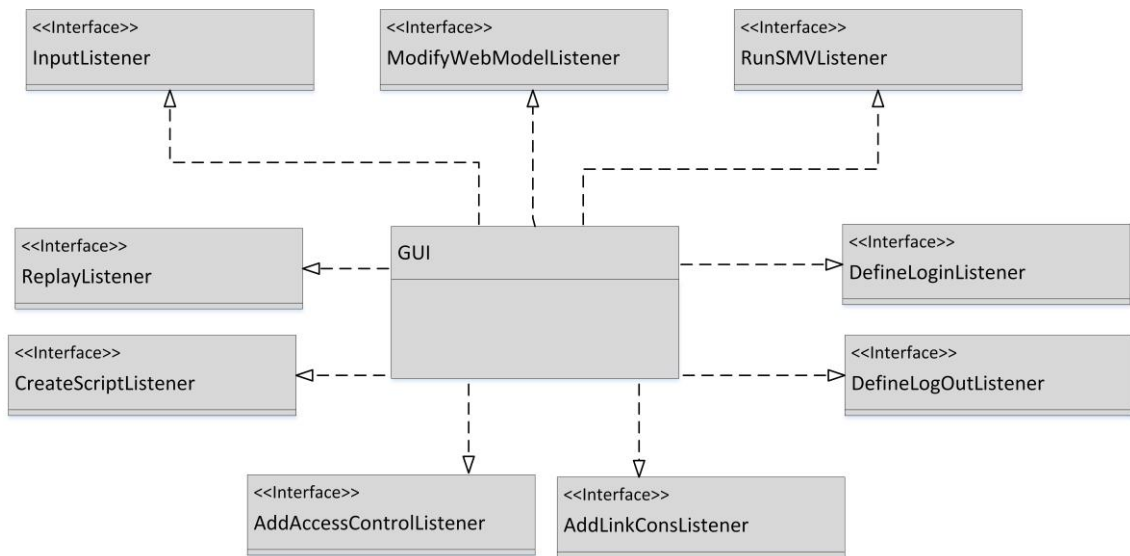 <<Interface>>
InputListener
<<Interface>>
ModifyWebModelListener
<<Interface>>
RunSMVListener
<<Interface>>
ReplayListener
GUI
<<Interface>>
DefineLoginListener
<<Interface>>
CreateScriptListener
<<Interface>>
DefineLogOutListener
<<Interface>>
AddAccessControlListener
<<Interface>>
AddLinkConsListener